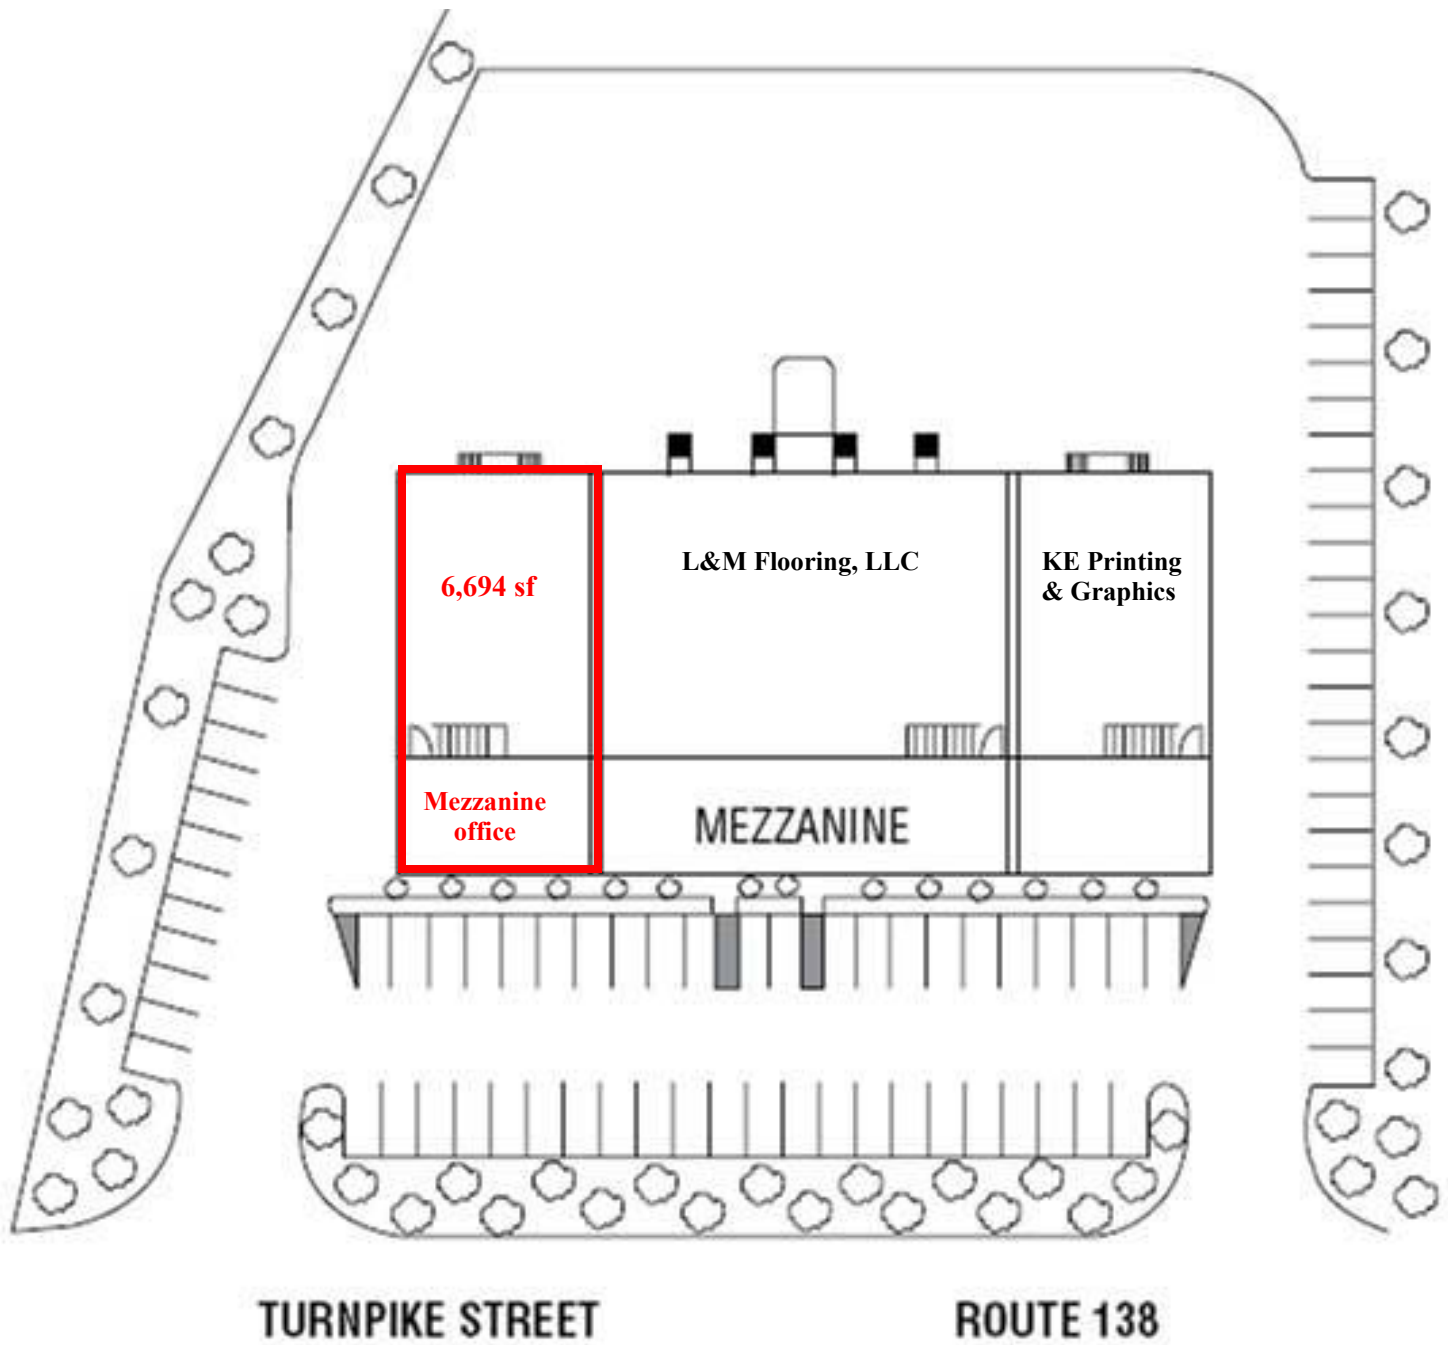 L&M Flooring, LLC
KE Printing
& Graphics
6,694 sf
Mezzanine
office
MEZZANINE
TURNPIKE STREET
ROUTE 138